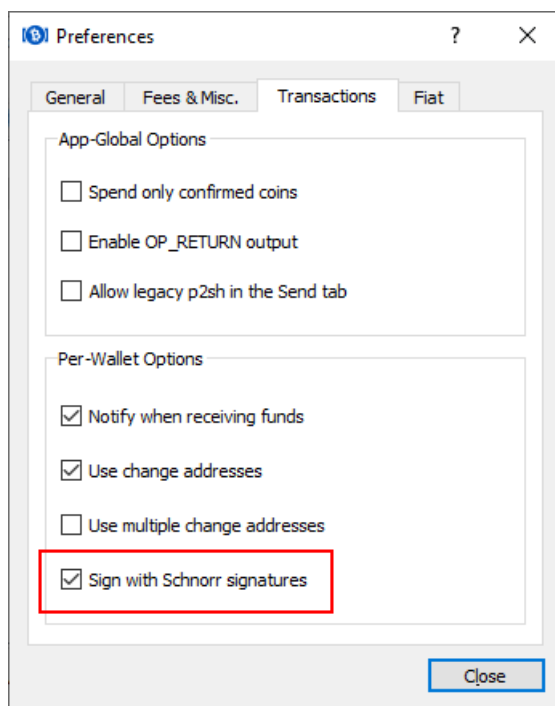 Preferences
?
General
Fees & Misc.
Transactions
Fiat
App-Global Options
Spend only confirmed coins
Enable OP_RETURN output
Allow legacy p2sh in the Send tab
Per-Wallet Options
Notify when receiving funds
Use change addresses
Use multiple change addresses
Sign with Schnorr signatures
Close